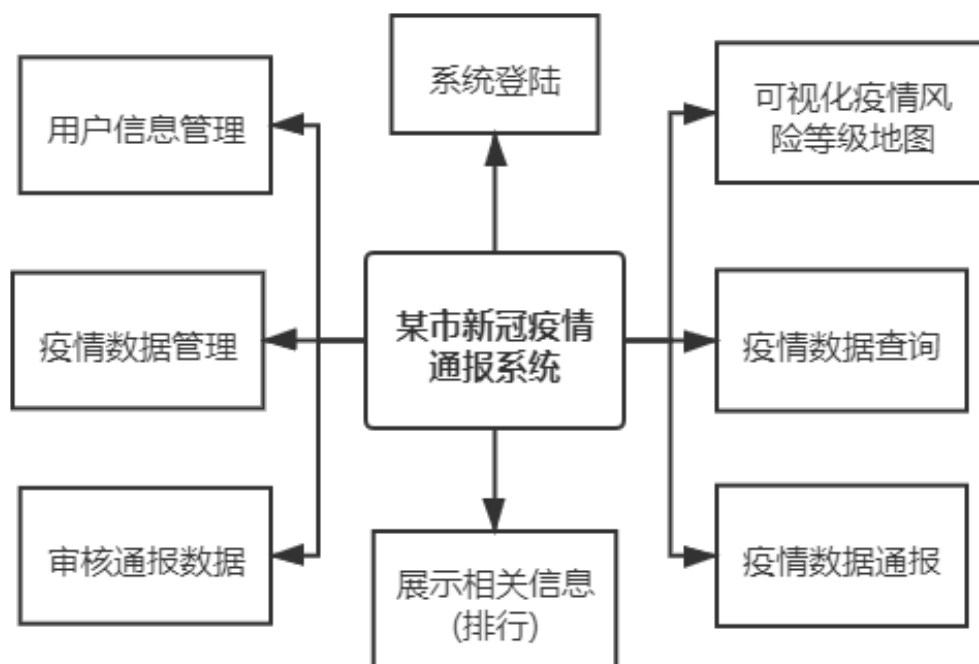 系统登陆
用户信息管理
可视化疫情风
险等级地图
某市新冠疫情
通报系统
疫情数据管理
疫情数据查询
审核通报数据
疫情数据通报
展示相关信息
(排行)